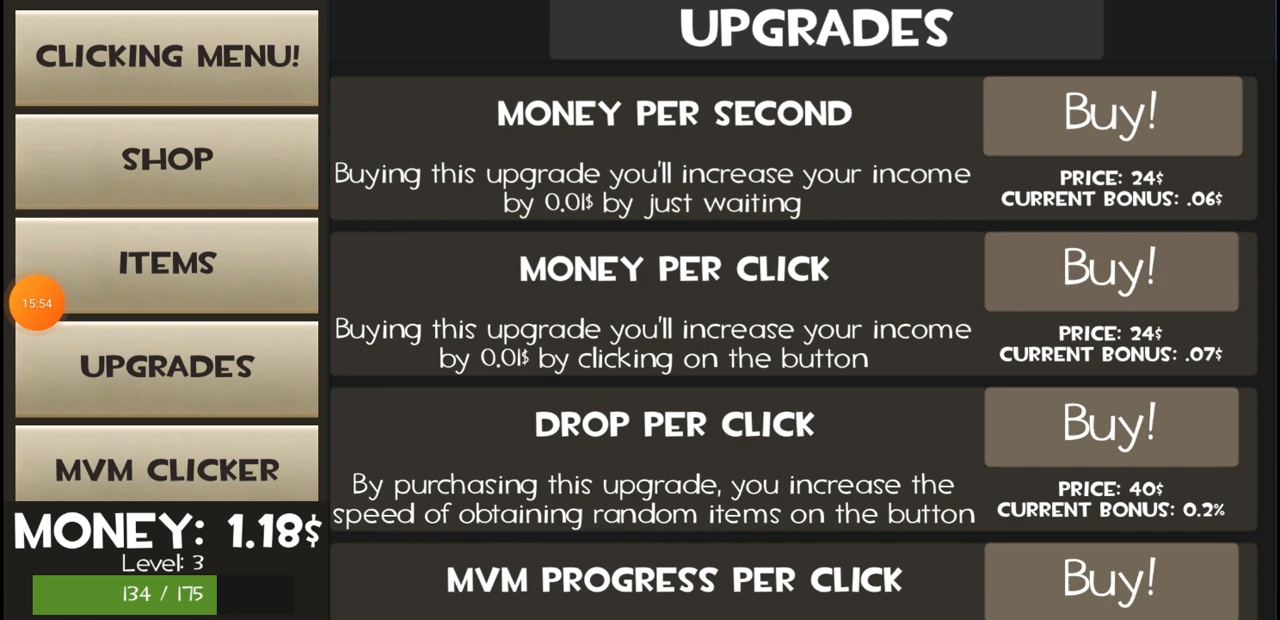 CLICKING MENU!
SHOP
ITEMS
15:54
UPGRADES
MVM CLICKER
MONEY: 1.18$
Level: 3
134 / 175
UPGRADES
MONEY PER SECOND
Buying this upgrade you'll increase your income
by 0.01$ by just waiting
Buy!
PRICE: 24$
CURRENT BONUS: .06$
MONEY PER CLICK
Buying this upgrade you'll increase your income
by 0.01$ by clicking on the button
Buy!
PRICE: 24$
CURRENT BONUS: .07$
DROP PER CLICK
By purchasing this upgrade, you increase the
speed of obtaining random items on the button
Buy!
PRICE: 40$
CURRENT BONUS: 0.2%
MVM PROGRESS PER CLICK
Buy!